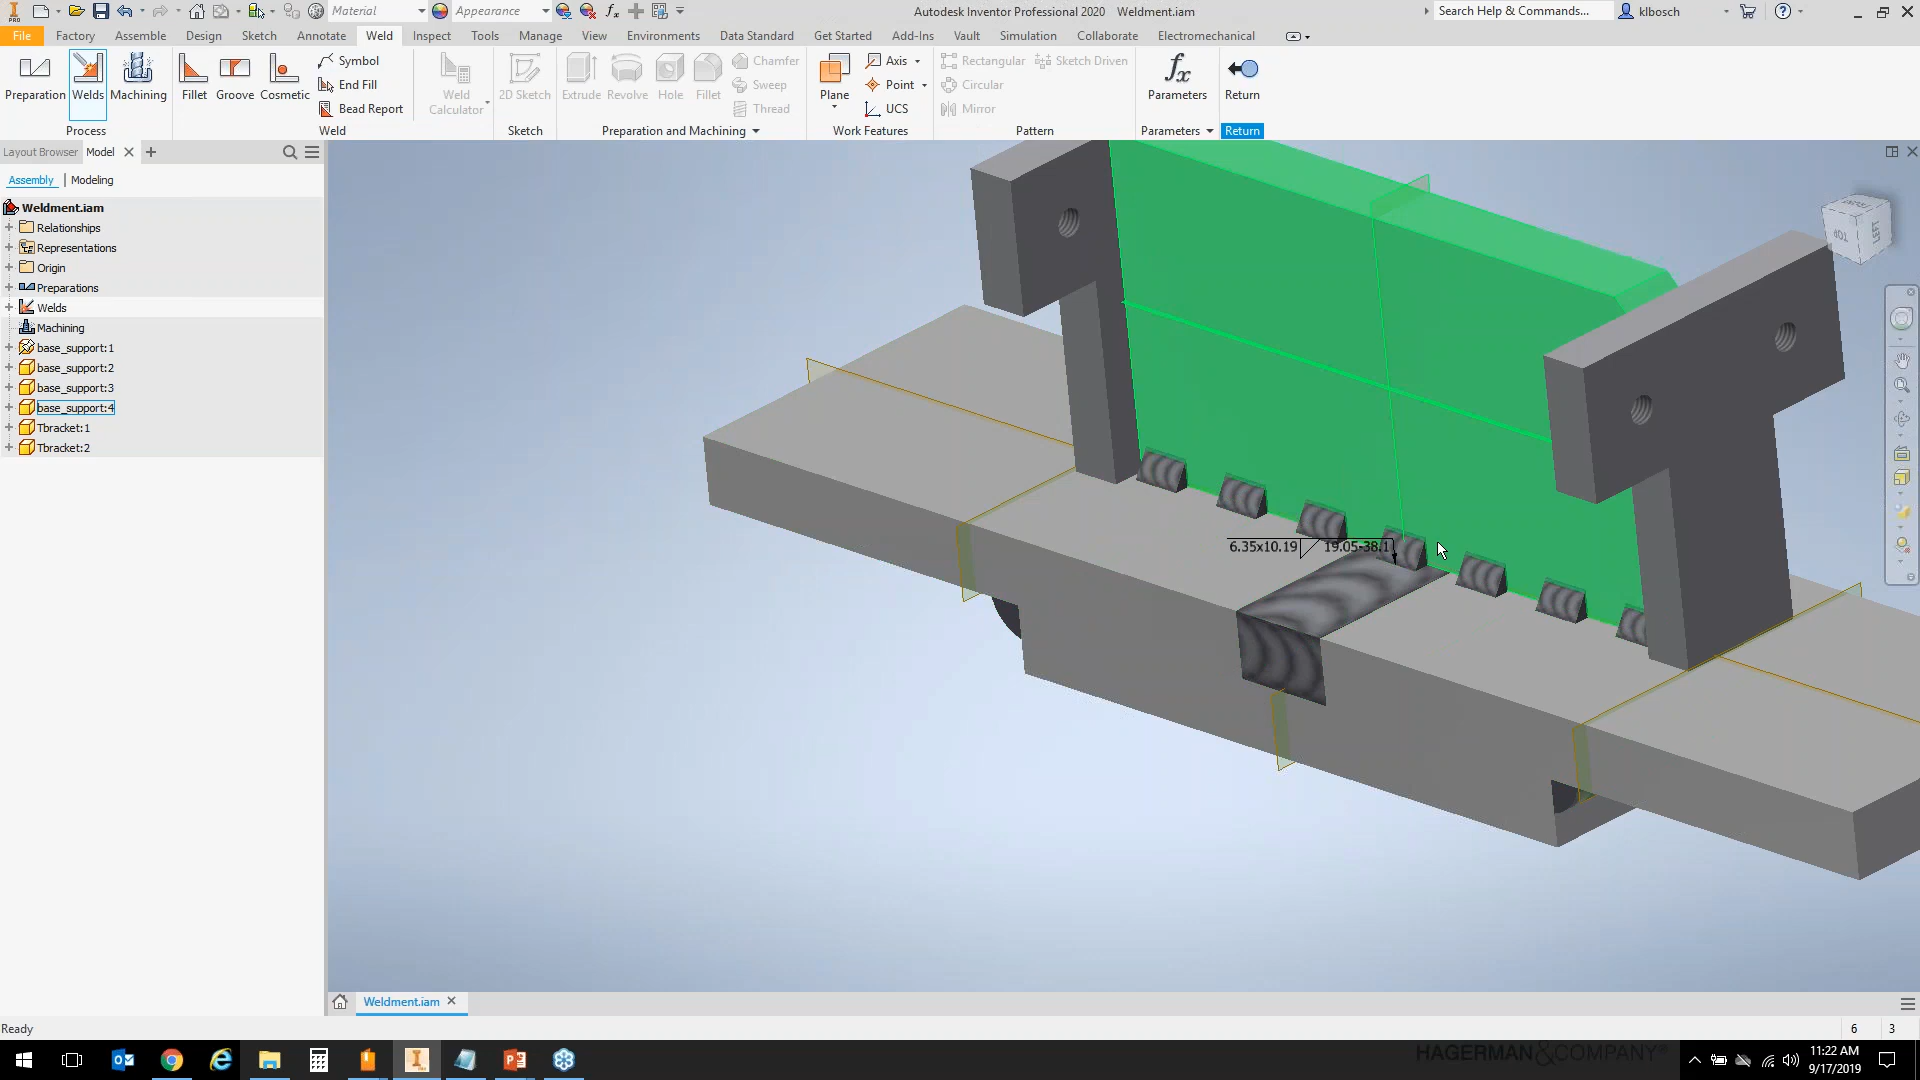 Material
Appearance
Autodesk Inventor Professional 2020 Weldment.iam
Search Help & Commands...
klbosch
File Factory Assemble Design Sketch Annotate Weld Inspect Tools Manage View Environments Data Standard Get Started Add-Ins Vault Simulation Collaborate Electromechanical
Preparation Welds Machining
Process
Fillet Groove Cosmetic
Symbol
End Fill
Bead Report
Weld
Weld
Calculator
2D Sketch
Sketch
Extrude Revolve Hole Fillet
Chamfer
Sweep
Thread
Preparation and Machining
Plane
Axis
Point
UCS
Work Features
Rectangular Sketch Driven
Circular
Mirror
Pattern
fx
Parameters
Parameters
Return
Return
Layout Browser Model
Assembly Modeling
Weldment.iam
Relationships
Representations
Origin
Preparations
Welds
Machining
base_support:1
base_support:2
base_support:3
base_support:4
Tbracket:1
Tbracket:2
6.35x10.19 19.05-38.1
FRONT
TOP
LEFT
Weldment.iam
Ready
6 3
HAGERMAN&COMPANY
11:22 AM
9/17/2019